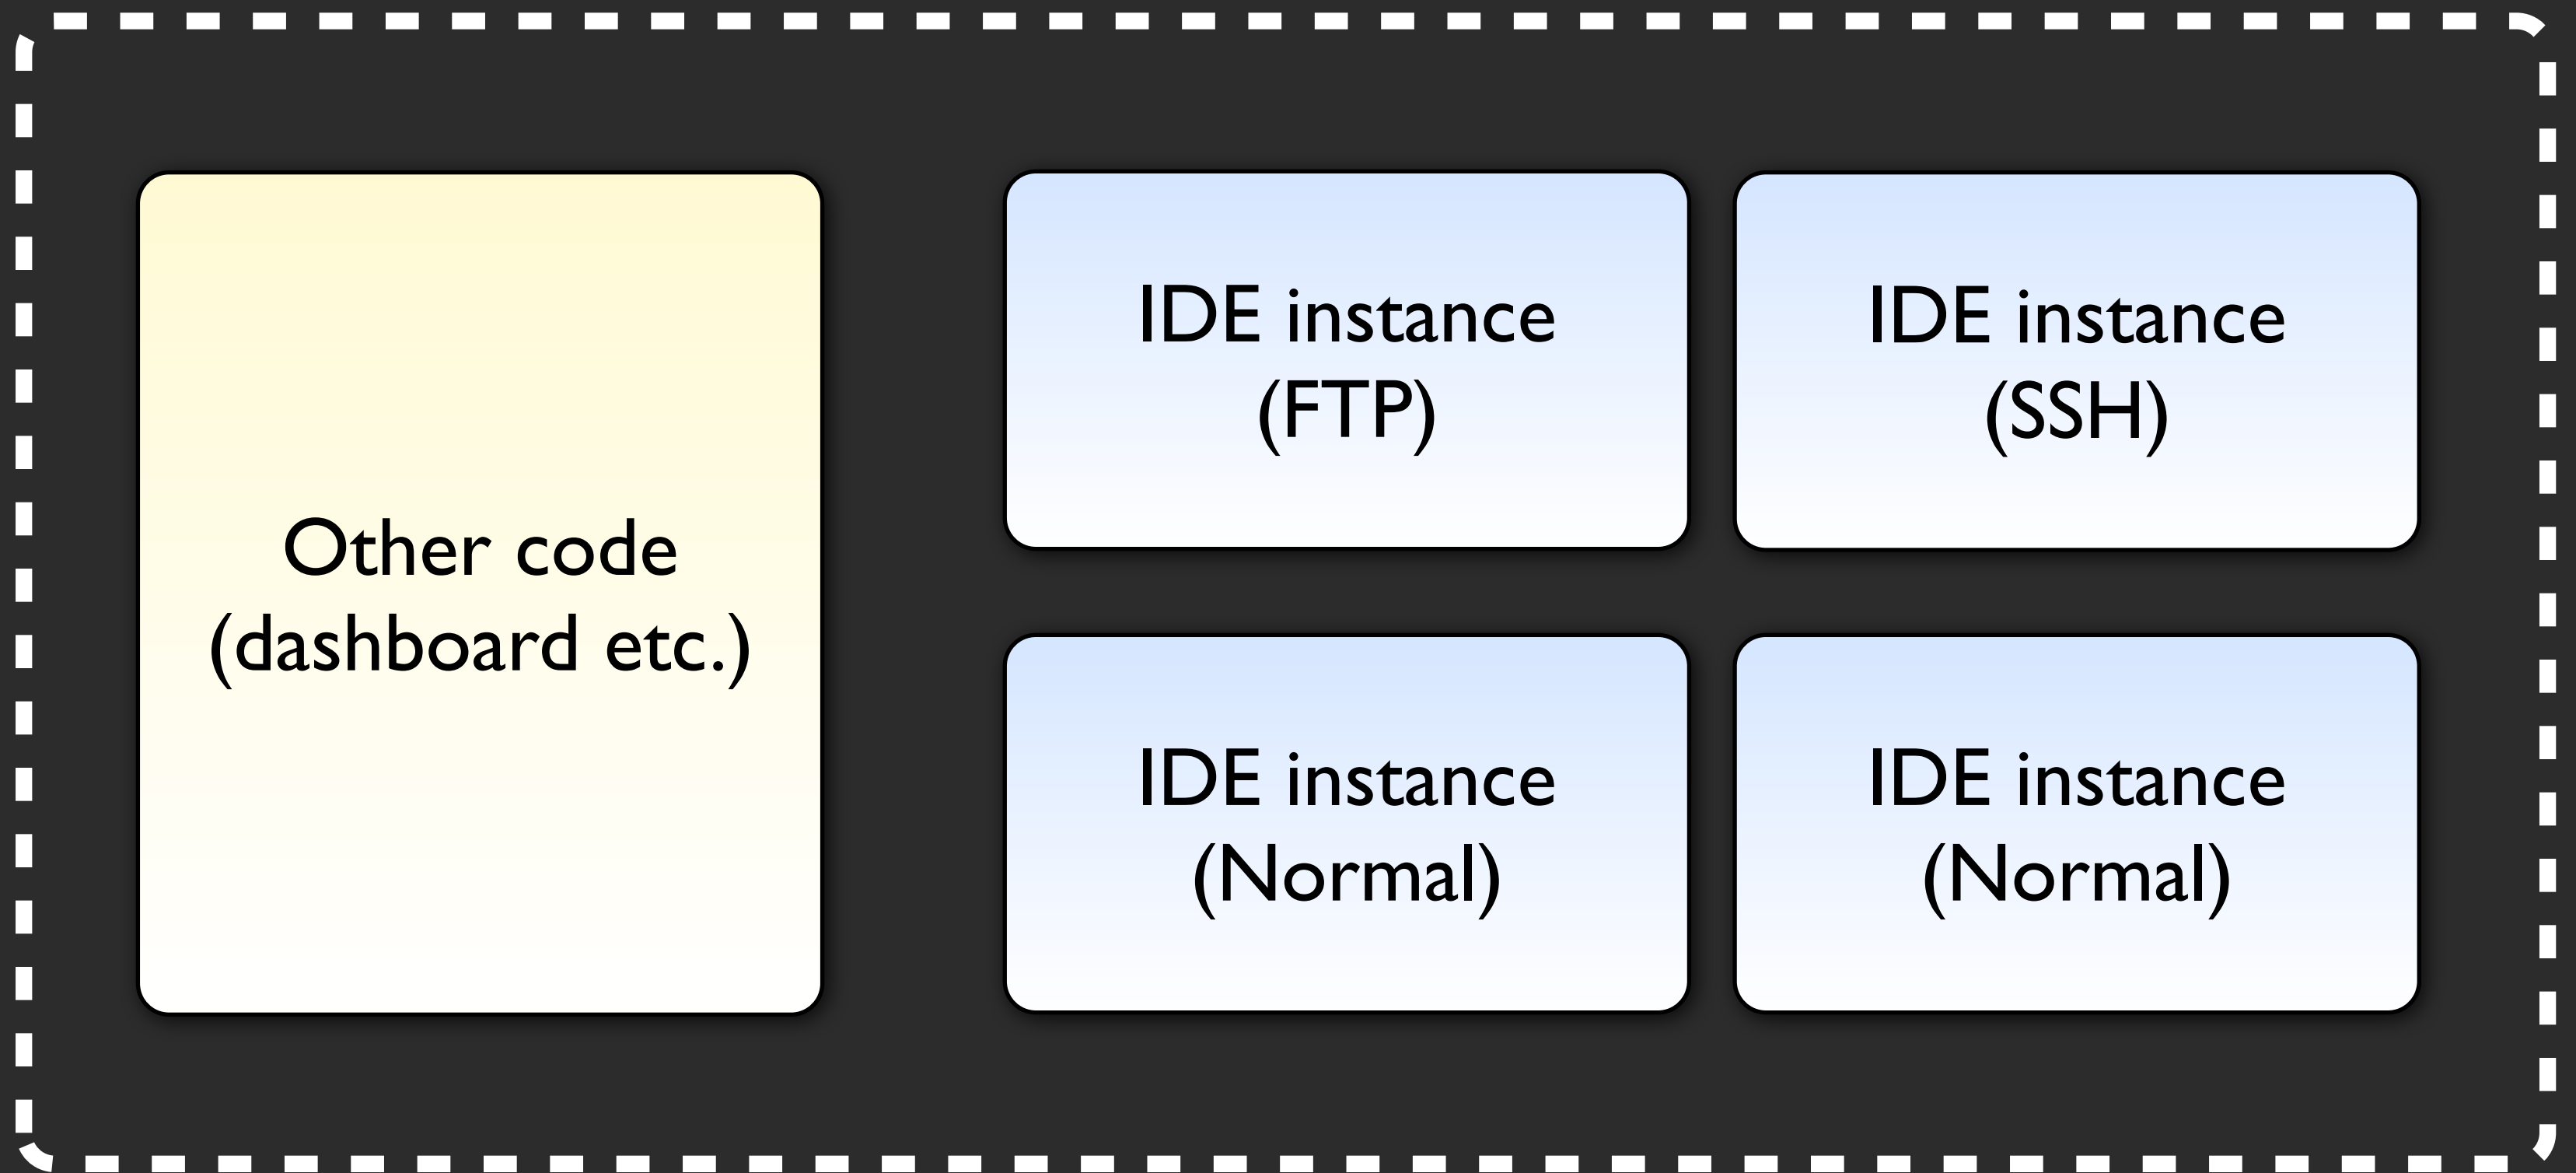 Other code
(dashboard etc.)
IDE instance
(FTP)
IDE instance
(SSH)
IDE instance
(Normal)
IDE instance
(Normal)